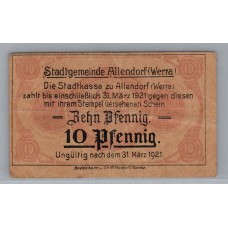 Stadtgemeinde Allendorf (Werra)
Die Stadtkasse zu Allendorf (Werra)
zahlt bis einschließlich 31. März 1921 gegen diesen
mit ihrem Stempel versehenen Schein
— Zehn Pfennig. —
10 Pfennig.
Ungültig nach dem 31. März 1921